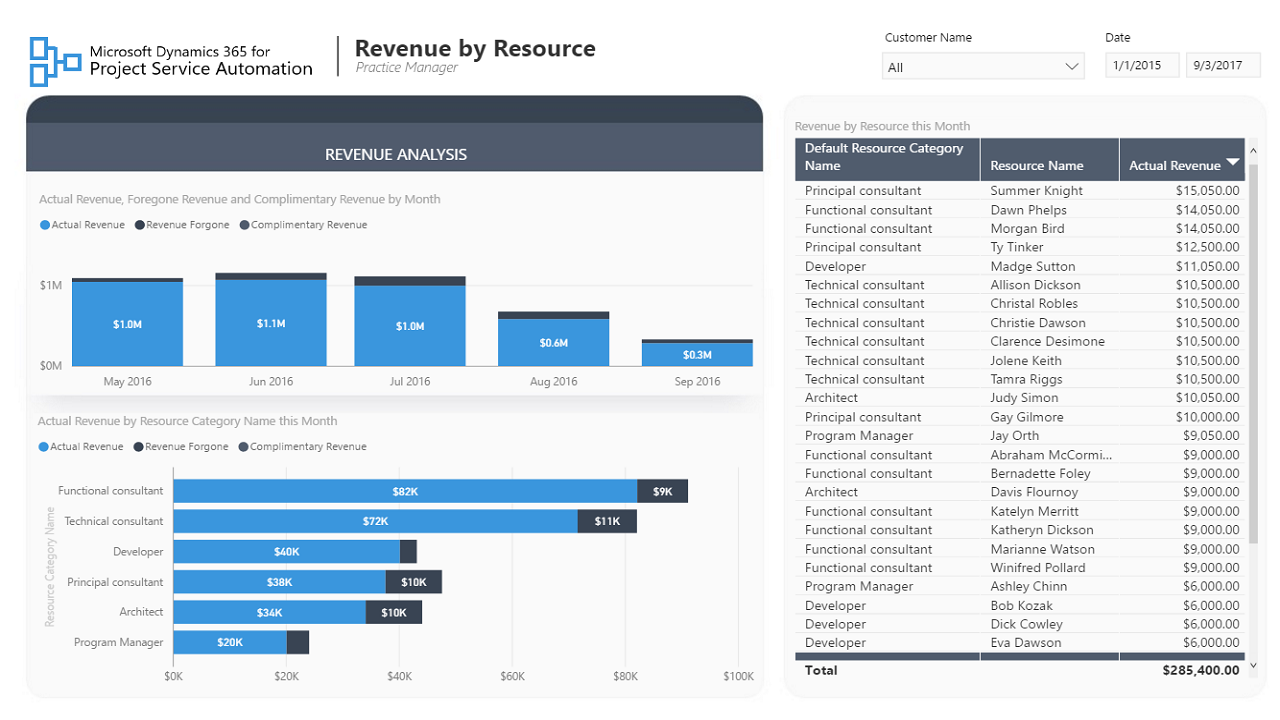 Microsoft Dynamics 365 for
Project Service Automation
Revenue by Resource
Practice Manager
Customer Name
All
Date
1/1/2015
9/3/2017
REVENUE ANALYSIS
Actual Revenue, Foregone Revenue and Complimentary Revenue by Month
Actual Revenue Revenue Forgone Complimentary Revenue
$1M
$0M
$1.0M
$1.1M
$1.0M
$0.6M
$0.3M
May 2016
Jun 2016
Jul 2016
Aug 2016
Sep 2016
Actual Revenue by Resource Category Name this Month
Actual Revenue Revenue Forgone Complimentary Revenue
Resource Category Name
Functional consultant $82K $9K
Technical consultant $72K $11K
Developer $40K
Principal consultant $38K $10K
Architect $34K $10K
Program Manager $20K
$0K $20K $40K $60K $80K $100K
Revenue by Resource this Month
Default Resource Category
Name Resource Name Actual Revenue
Principal consultant Summer Knight $15,050.00
Functional consultant Dawn Phelps $14,050.00
Functional consultant Morgan Bird $14,050.00
Principal consultant Ty Tinker $12,500.00
Developer Madge Sutton $11,050.00
Technical consultant Allison Dickson $10,500.00
Technical consultant Christal Robles $10,500.00
Technical consultant Christie Dawson $10,500.00
Technical consultant Clarence Desimone $10,500.00
Technical consultant Jolene Keith $10,500.00
Technical consultant Tamra Riggs $10,500.00
Architect Judy Simon $10,050.00
Principal consultant Gay Gilmore $10,000.00
Program Manager Jay Orth $9,050.00
Functional consultant Abraham McCormi... $9,000.00
Functional consultant Bernadette Foley $9,000.00
Architect Davis Flournoy $9,000.00
Functional consultant Katelyn Merritt $9,000.00
Functional consultant Katheryn Dickson $9,000.00
Functional consultant Marianne Watson $9,000.00
Functional consultant Winifred Pollard $9,000.00
Program Manager Ashley Chinn $6,000.00
Developer Bob Kozak $6,000.00
Developer Dick Cowley $6,000.00
Developer Eva Dawson $6,000.00
Total $285,400.00